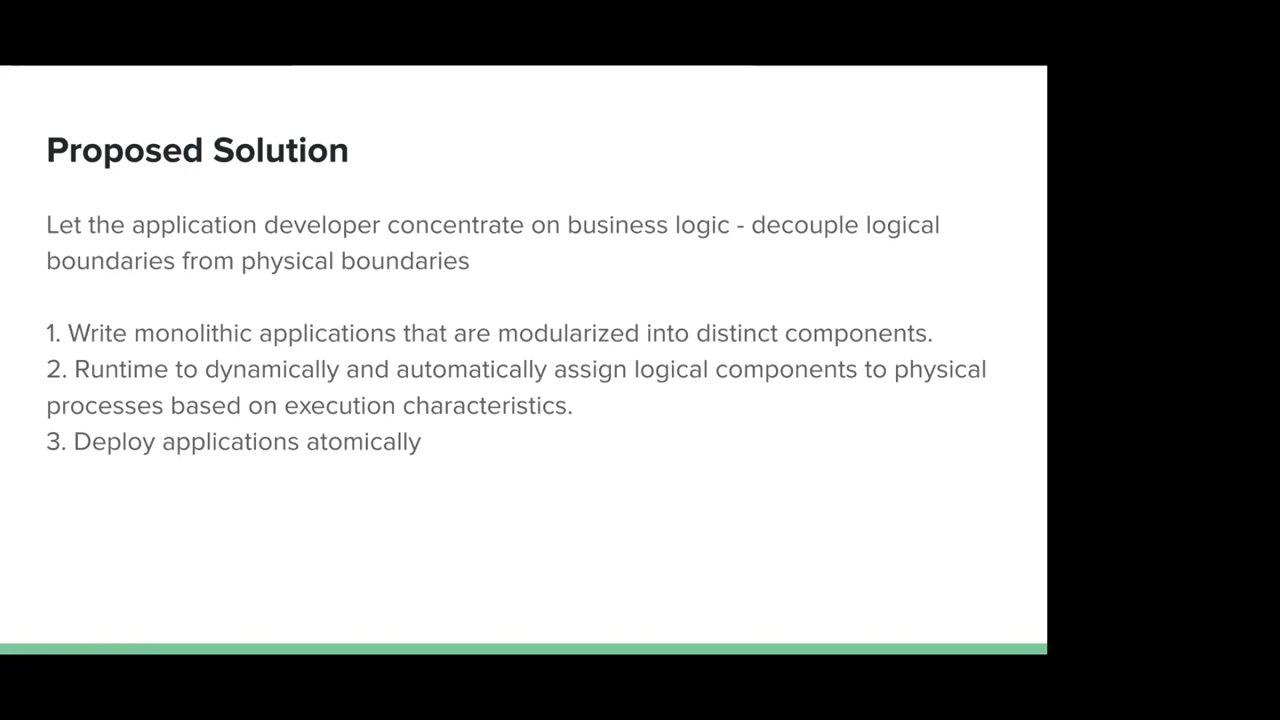 Proposed Solution
Let the application developer concentrate on business logic - decouple logical
boundaries from physical boundaries
1. Write monolithic applications that are modularized into distinct components.
2. Runtime to dynamically and automatically assign logical components to physical
processes based on execution characteristics.
3. Deploy applications atomically